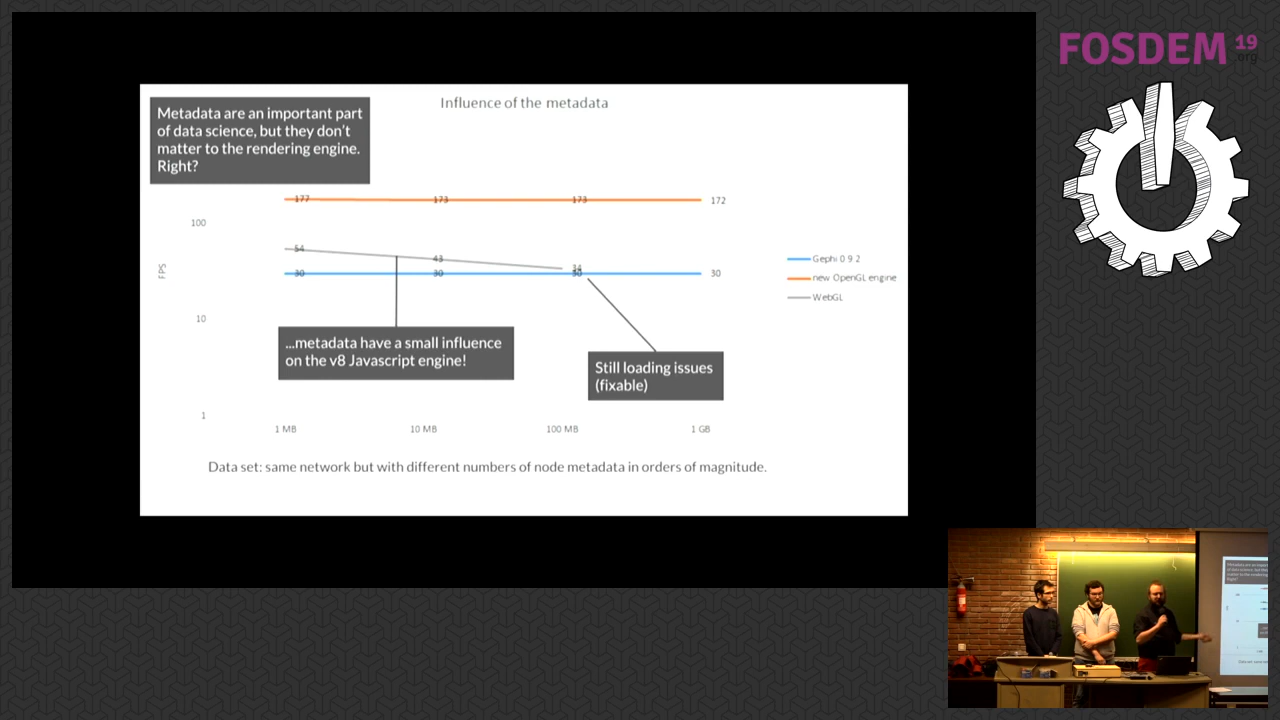 FOSDEM 19
.org
Influence of the metadata
Metadata are an important part
of data science, but they don't
matter to the rendering engine.
Right?
177
173
173
172
100
54
43
34
30
30
30
30
FPS
10
1
Gephi 0 9 2
new OpenGL engine
WebGL
...metadata have a small influence
on the v8 Javascript engine!
Still loading issues
(fixable)
1 MB
10 MB
100 MB
1 GB
Data set: same network but with different numbers of node metadata in orders of magnitude.